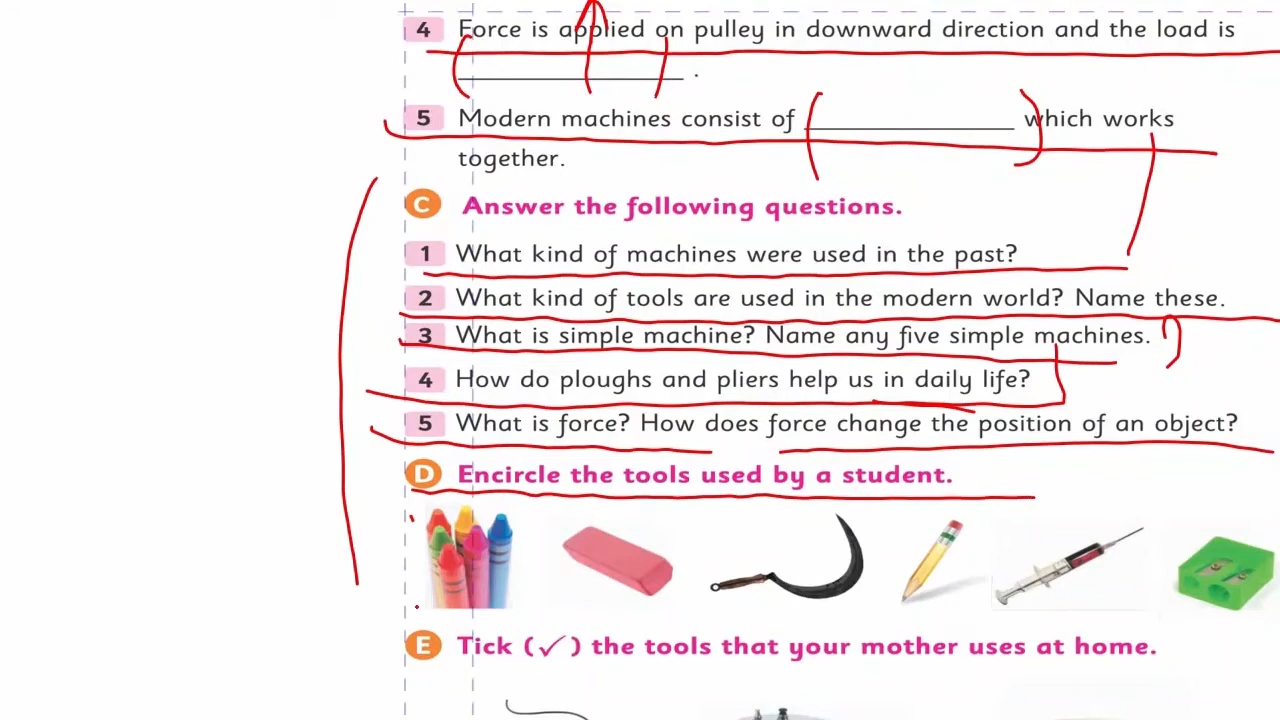 4 Force is applied on pulley in downward direction and the load is
____________________ .
5 Modern machines consist of ____________________ which works
together.
C Answer the following questions.
1 What kind of machines were used in the past?
2 What kind of tools are used in the modern world? Name these.
3 What is simple machine? Name any five simple machines.
4 How do ploughs and pliers help us in daily life?
5 What is force? How does force change the position of an object?
D Encircle the tools used by a student.
E Tick (✓) the tools that your mother uses at home.